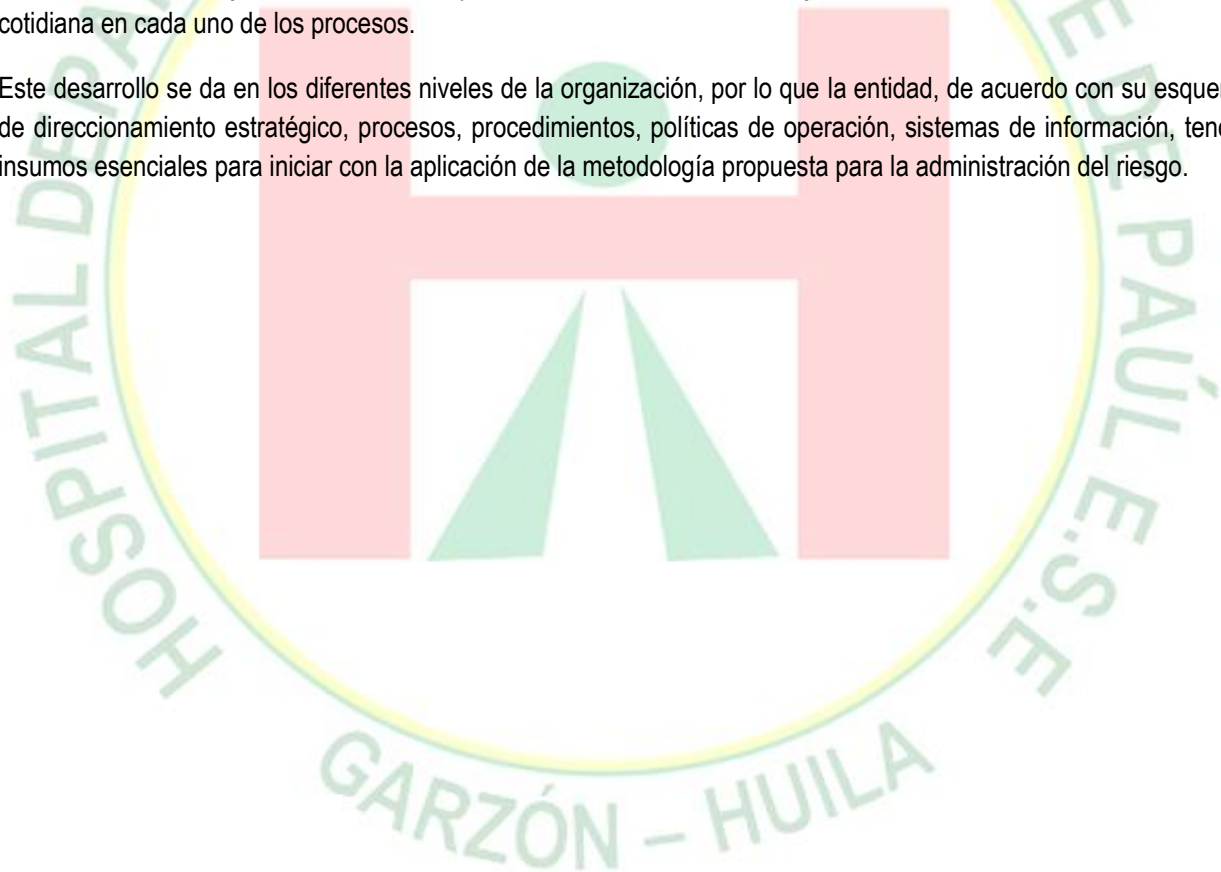 cotidiana en cada uno de los procesos.
Este desarrollo se da en los diferentes niveles de la organización, por lo que la entidad, de acuerdo con su
de direccionamiento estratégico, procesos, procedimientos, políticas de operación, sistemas de información,
insumos esenciales para iniciar con la aplicación de la metodología propuesta para la administración del riesgo.
HOSPITAL
DE PAÚL E.S.E
GARZÓN – HUILA